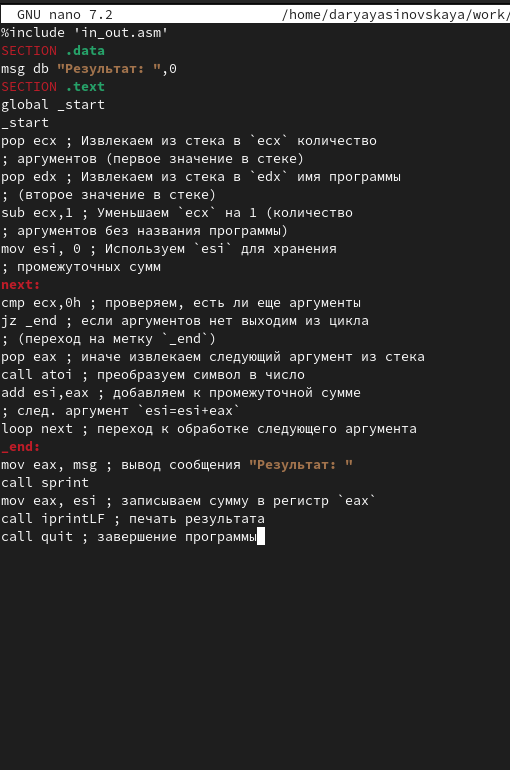 GNU nano 7.2 /home/daryayasinovskaya/work/
%include 'in_out.asm'
SECTION .data
msg db "Результат: ",0
SECTION .text
global _start
_start
pop ecx ; Извлекаем из стека в `ecx` количество
; аргументов (первое значение в стеке)
pop edx ; Извлекаем из стека в `edx` имя программы
; (второе значение в стеке)
sub ecx,1 ; Уменьшаем `ecx` на 1 (количество
; аргументов без названия программы)
mov esi, 0 ; Используем `esi` для хранения
; промежуточных сумм
next:
cmp ecx,0h ; проверяем, есть ли еще аргументы
jz _end ; если аргументов нет выходим из цикла
; (переход на метку `_end`)
pop eax ; иначе извлекаем следующий аргумент из стека
call atoi ; преобразуем символ в число
add esi,eax ; добавляем к промежуточной сумме
; след. аргумент `esi=esi+eax`
loop next ; переход к обработке следующего аргумента
_end:
mov eax, msg ; вывод сообщения "Результат: "
call sprint
mov eax, esi ; записываем сумму в регистр `eax`
call iprintLF ; печать результата
call quit ; завершение программы